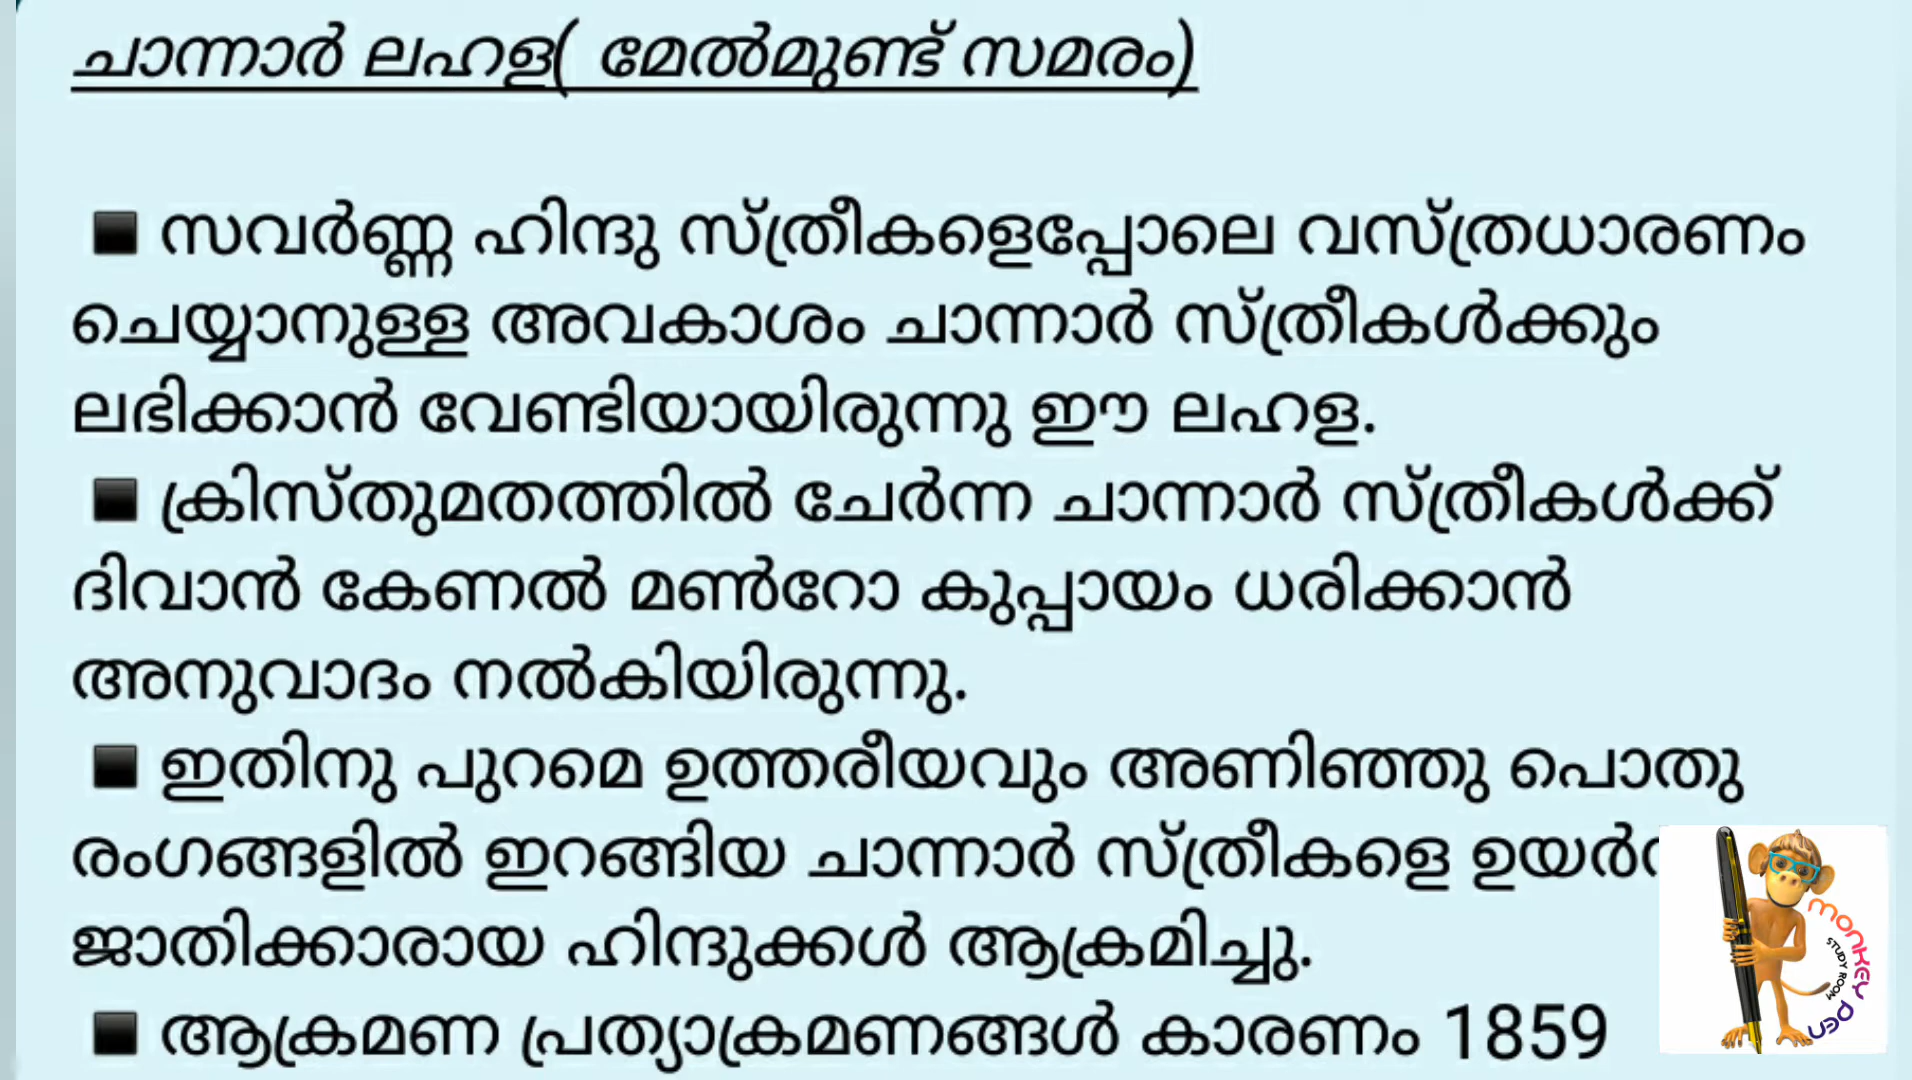 ചാന്നാർ ലഹള( മേൽമുണ്ട് സമരം)
▪ സവർണ്ണ ഹിന്ദു സ്ത്രീകളെപ്പോലെ വസ്ത്രധാരണം
ചെയ്യാനുള്ള അവകാശം ചാന്നാർ സ്ത്രീകൾക്കും
ലഭിക്കാൻ വേണ്ടിയായിരുന്നു ഈ ലഹള.
▪ ക്രിസ്തുമതത്തിൽ ചേർന്ന ചാന്നാർ സ്ത്രീകൾക്ക്
ദിവാൻ കേണൽ മൺറോ കുപ്പായം ധരിക്കാൻ
അനുവാദം നൽകിയിരുന്നു.
▪ ഇതിനു പുറമെ ഉത്തരീയവും അണിഞ്ഞു പൊതു
രംഗങ്ങളിൽ ഇറങ്ങിയ ചാന്നാർ സ്ത്രീകളെ
ജാതിക്കാരായ ഹിന്ദുക്കൾ ആക്രമിച്ചു.
▪ ആക്രമണ പ്രത്യാക്രമണങ്ങൾ കാരണം 1859
monkey pen
STUDY ROOM